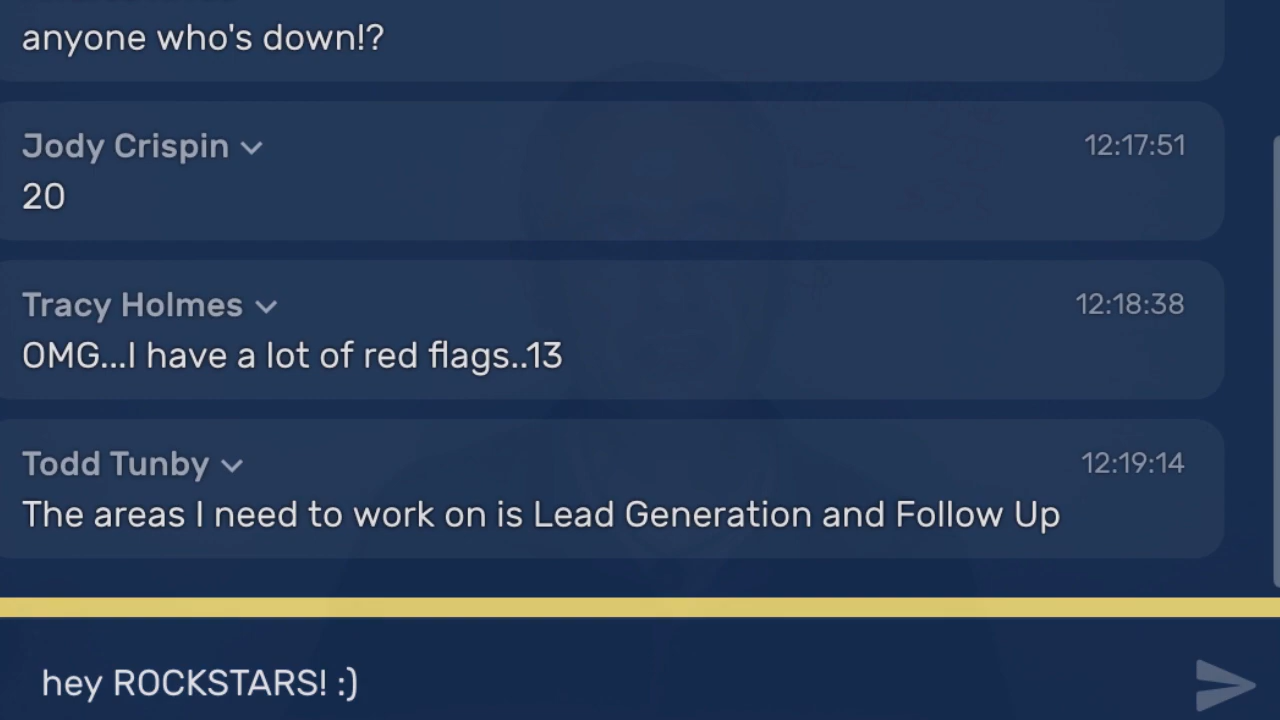 anyone who's down!?
Jody Crispin
12:17:51
20
Tracy Holmes
12:18:38
OMG...I have a lot of red flags..13
Todd Tunby
12:19:14
The areas I need to work on is Lead Generation and Follow Up
hey ROCKSTARS! :)